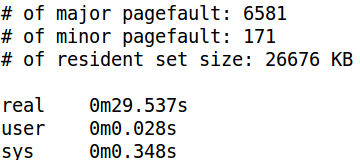 # of major pagefault: 6581
# of minor pagefault: 171
# of resident set size: 26676 KB

real    0m29.537s
user    0m0.028s
sys     0m0.348s